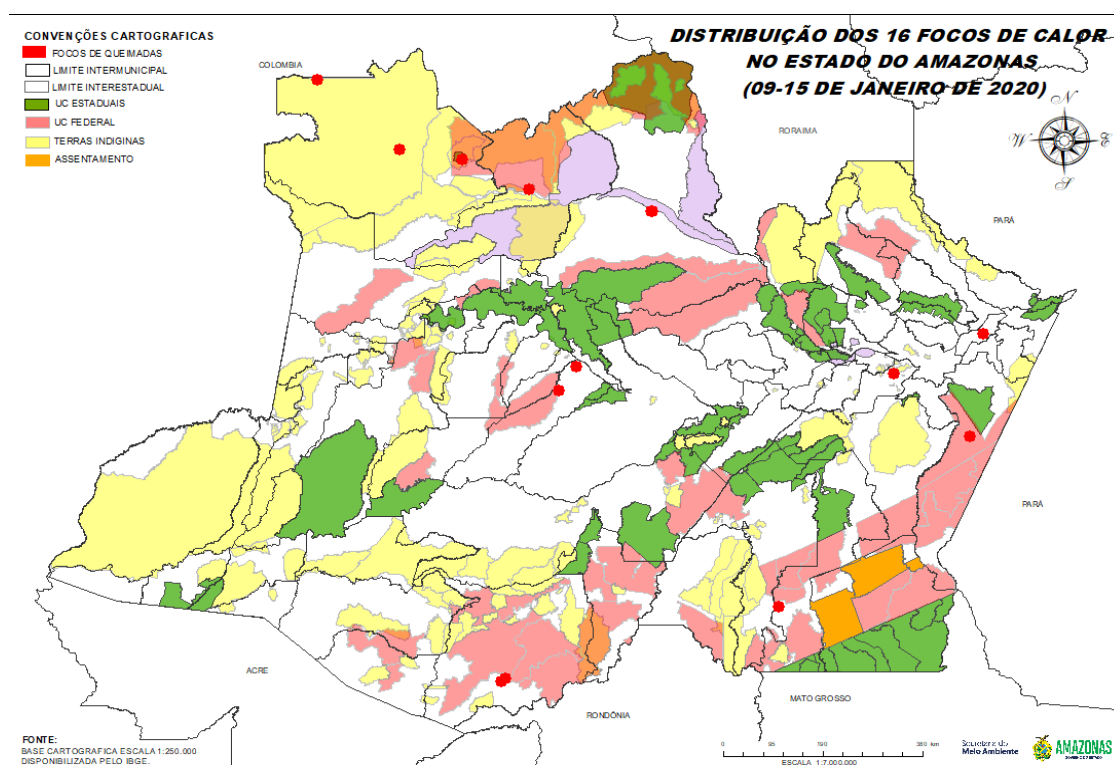 DISTRIBUIÇÃO DOS 16 FOCOS DE CALOR
NO ESTADO DO AMAZONAS
(09-15 DE JANEIRO DE 2020)
CONVENÇÕES CARTOGRAFICAS
FOCOS DE QUEIMADAS
LIMITE INTERMUNICIPAL
LIMITE INTERESTADUAL
UC ESTADUAIS
UC FEDERAL
TERRAS INDIGINAS
ASSENTAMENTO
COLOMBIA
RORAIMA
N
W
E
S
PARÁ
PARÁ
ACRE
RONDÔNIA
MATO GROSSO
FONTE:
BASE CARTOGRAFICA ESCALA 1:250.000
DISPONIBILIZADA PELO IBGE.
0 95 190 380 km
ESCALA 1:7.000.000
Secretaria do
Meio Ambiente
AMAZONAS